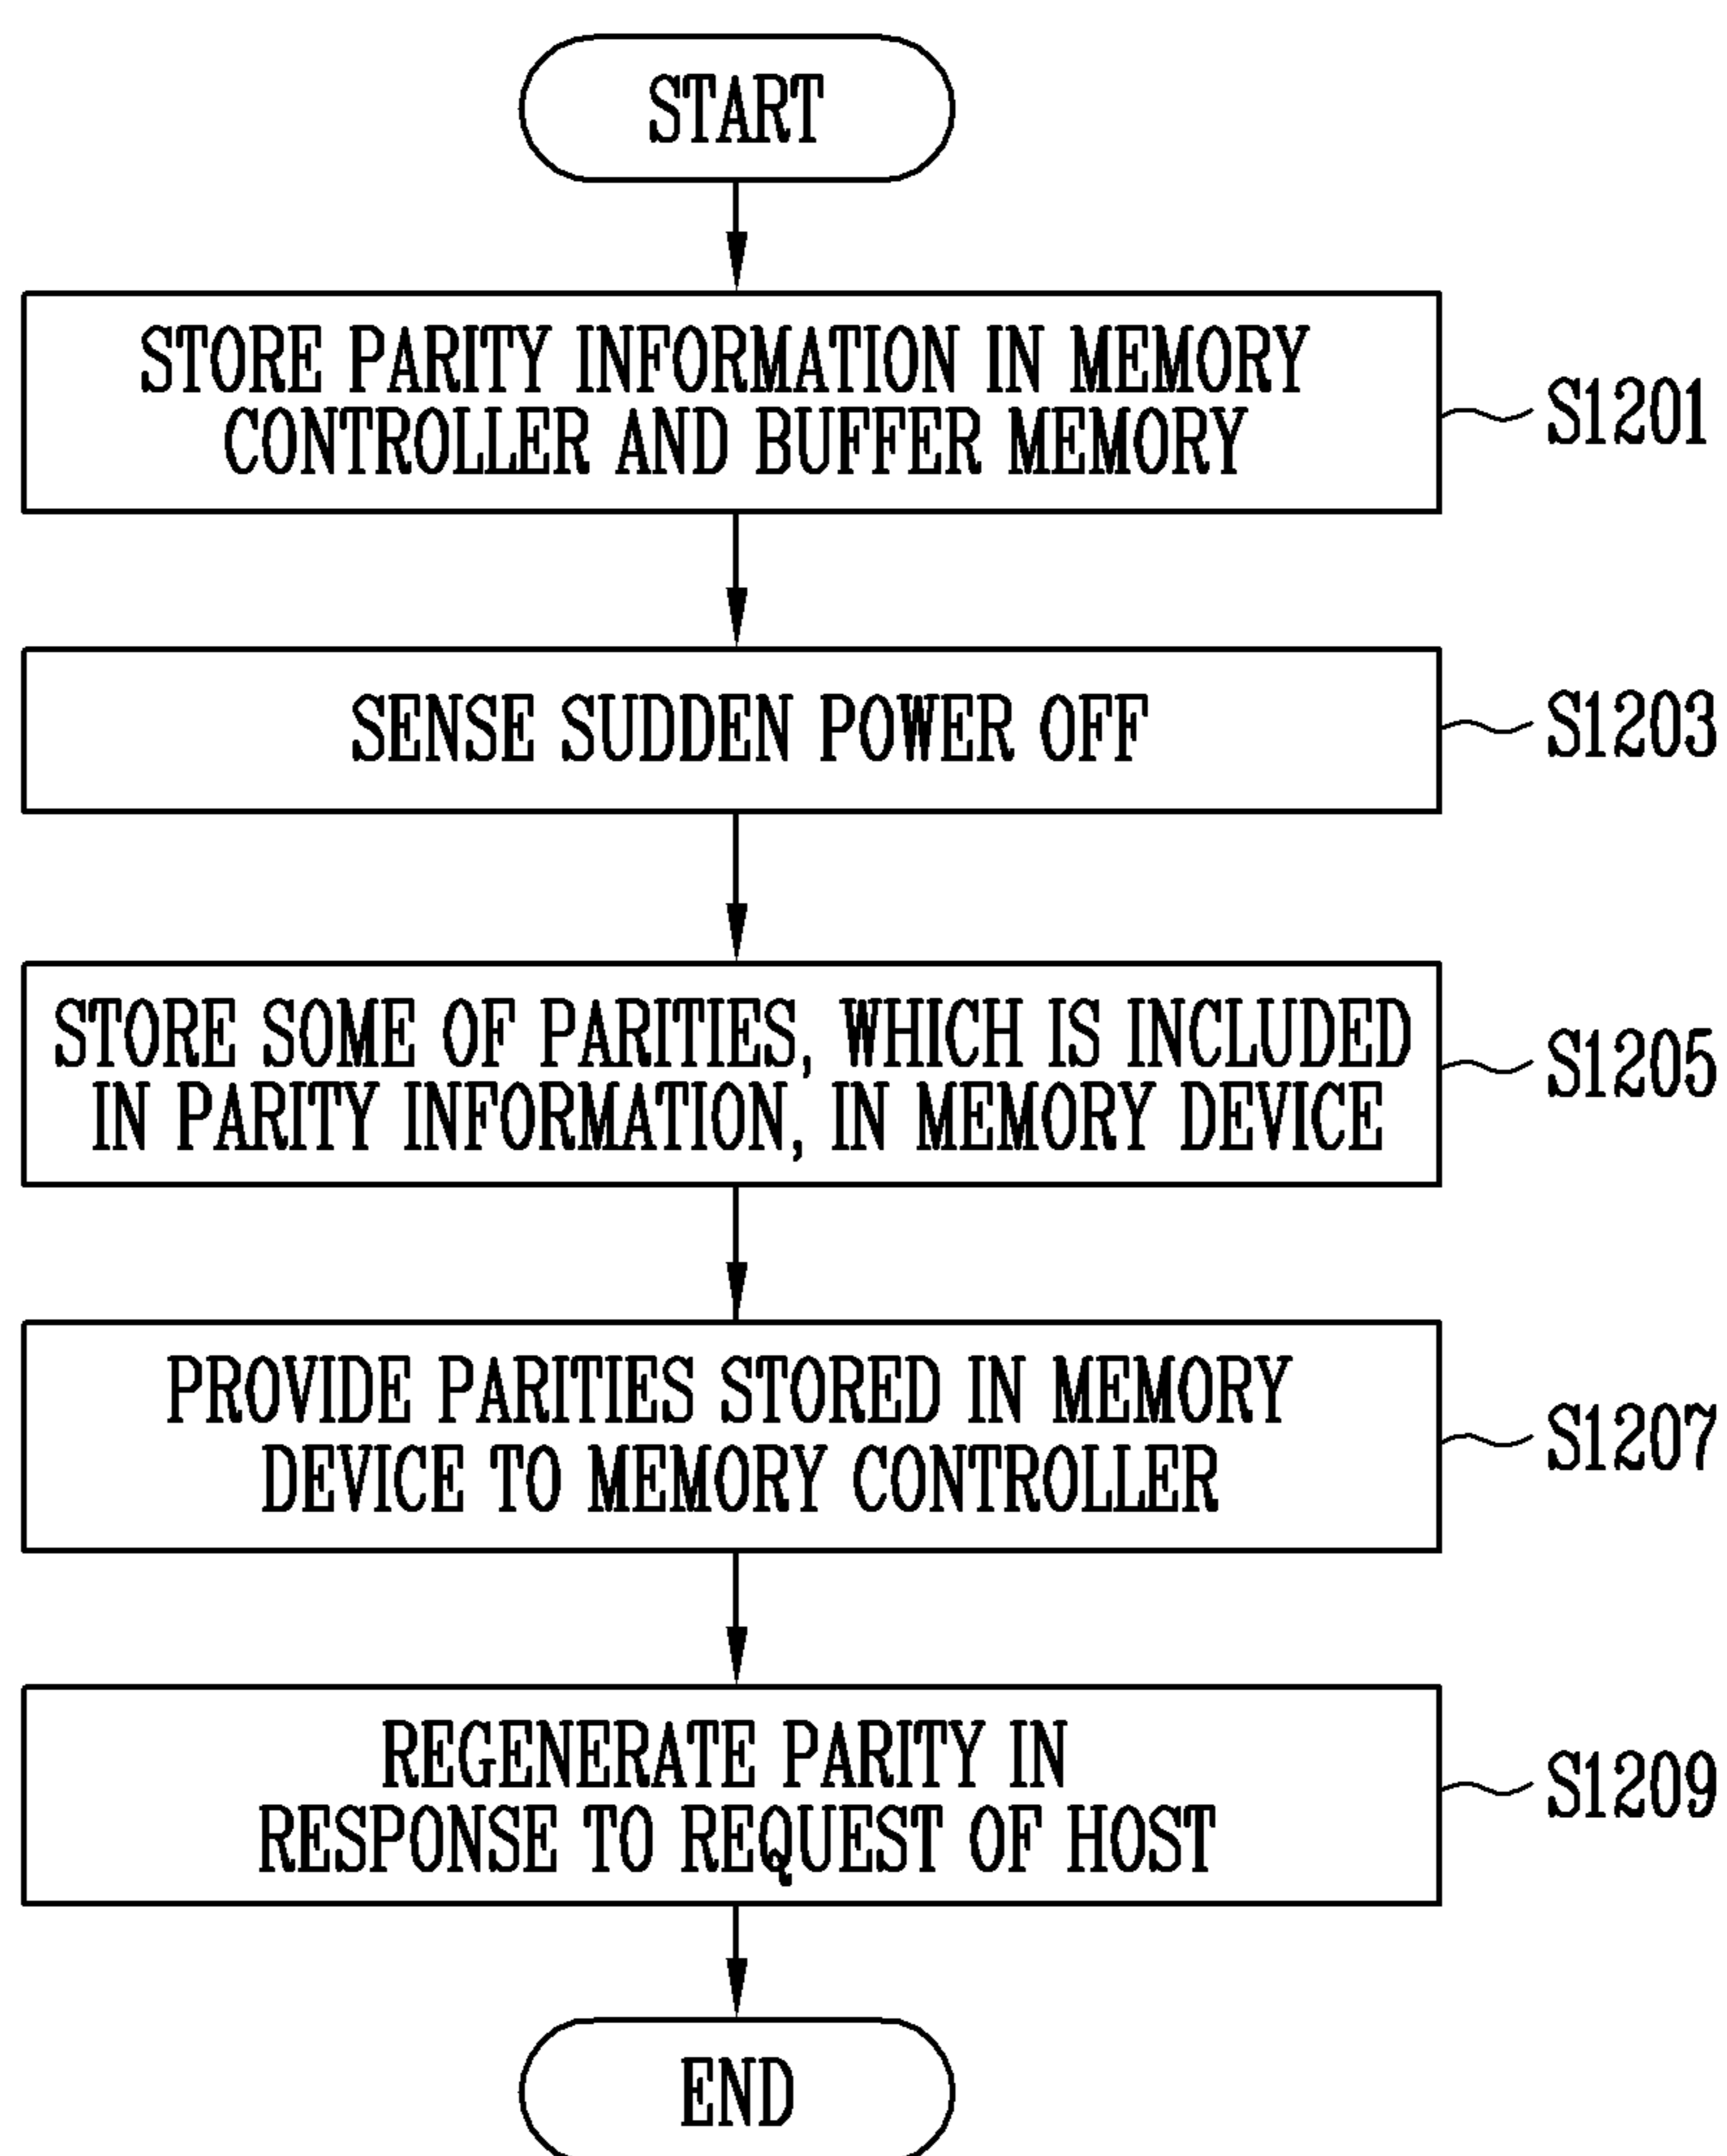 START
STORE PARITY INFORMATION IN MEMORY
CONTROLLER AND BUFFER MEMORY
S1201
SENSE SUDDEN POWER OFF
S1203
STORE SOME OF PARITIES, WHICH IS INCLUDED
IN PARITY INFORMATION, IN MEMORY DEVICE
S1205
PROVIDE PARITIES STORED IN MEMORY
DEVICE TO MEMORY CONTROLLER
S1207
REGENERATE PARITY IN
RESPONSE TO REQUEST OF HOST
S1209
END